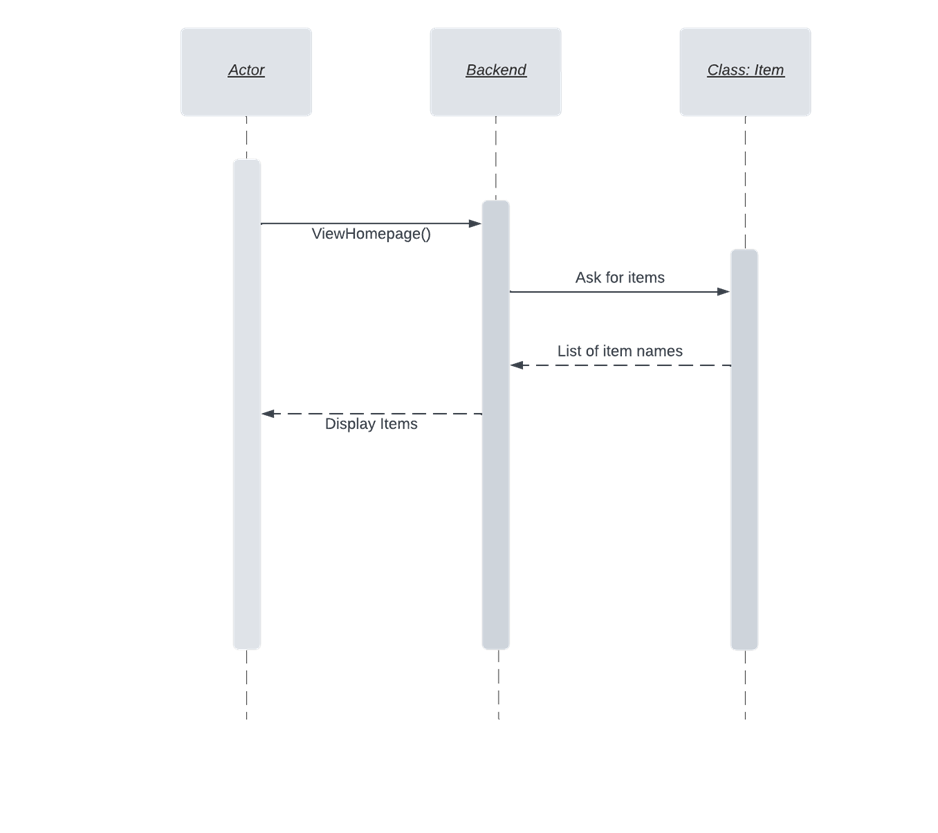 Actor
Backend
Class: Item
ViewHomepage()
Ask for items
List of item names
Display Items